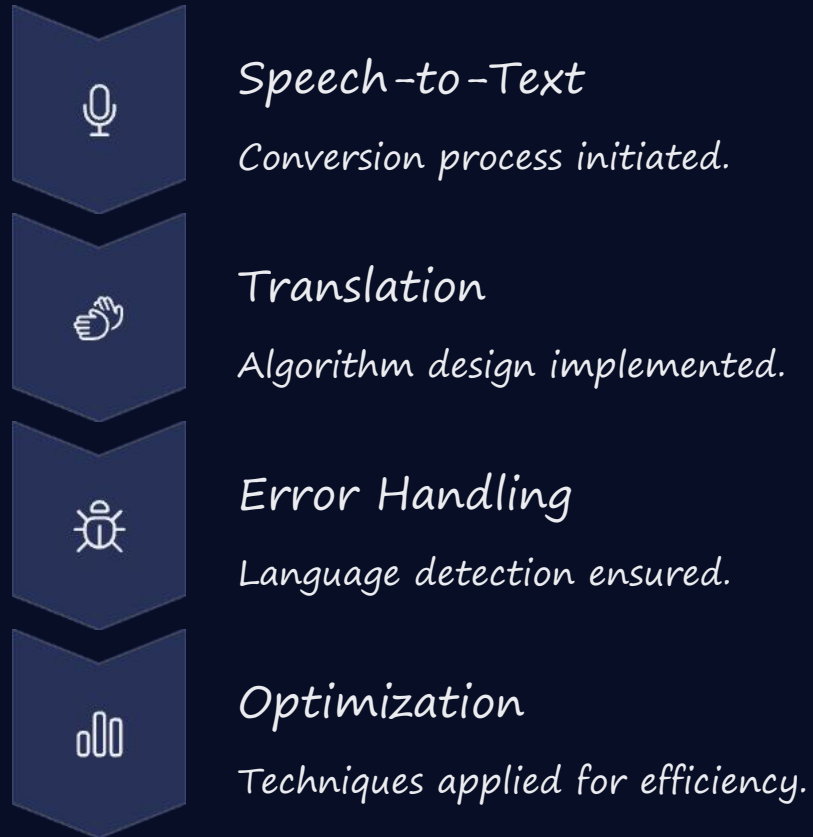 Speech-to-Text
Conversion process initiated.
Translation
Algorithm design implemented.
Error Handling
Language detection ensured.
Optimization
Techniques applied for efficiency.